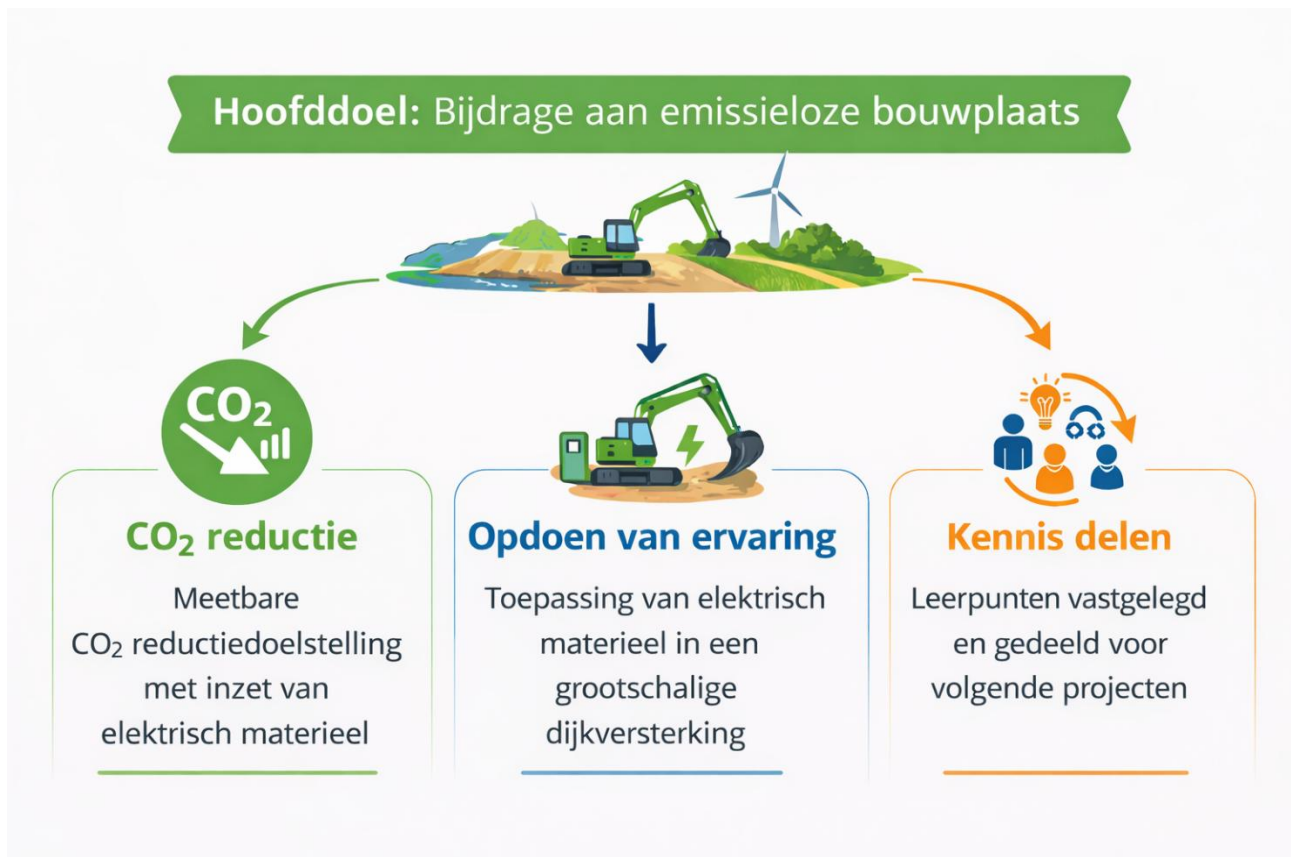 Hoofddoel: Bijdrage aan emissieloze bouwplaats
CO₂
CO₂ reductie
Meetbare
CO₂ reductiedoelstelling
met inzet van
elektrisch materieel
Opdoen van ervaring
Toepassing van elektrisch
materieel in een
grootschalige
dijkversterking
Kennis delen
Leerpunten vastgelegd
en gedeeld voor
volgende projecten